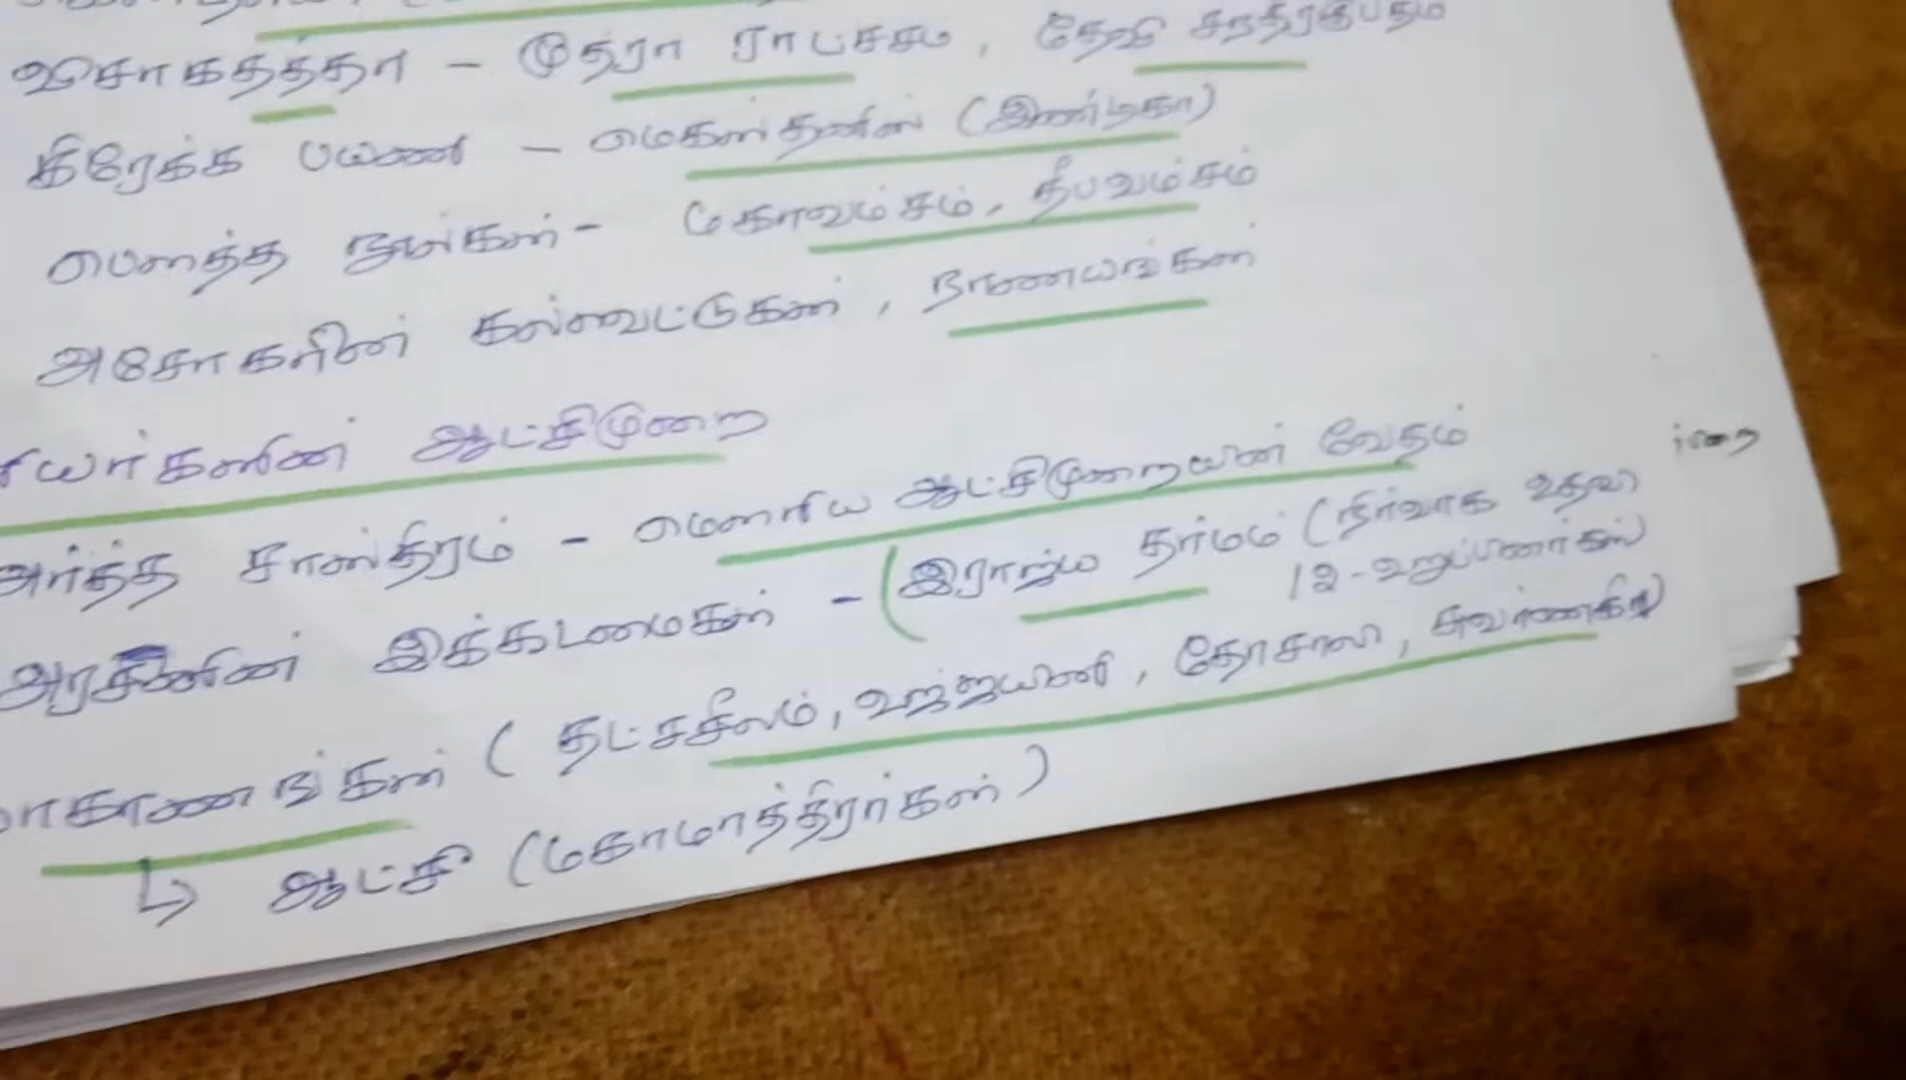 விசாகதத்தா - முத்ரா ராட்சசம், தேவி சந்திரகுப்தம்
கிரேக்க பயணி - மெகஸ்தனிஸ் (இண்டிகா)
பௌத்த நூல்கள் - மகாவம்சம், தீபவம்சம்
அசோகரின் கல்வெட்டுகள், நாணயங்கள்
ரியர்களின் ஆட்சிமுறை
அர்த்த சாஸ்திரம் - மௌரிய ஆட்சிமுறையின் வேதம்
அரசனின் இக்கடமைகள் - (இராஜ்ய தர்மம் (நிர்வாக உதவி
12-உறுப்பினர்கள்)
மாகாணங்கள் (தட்சசீலம், உஜ்ஜயினி, தோசாலி, சுவர்ணகிரி)
↳ ஆட்சி (மகாமாத்திரர்கள்)